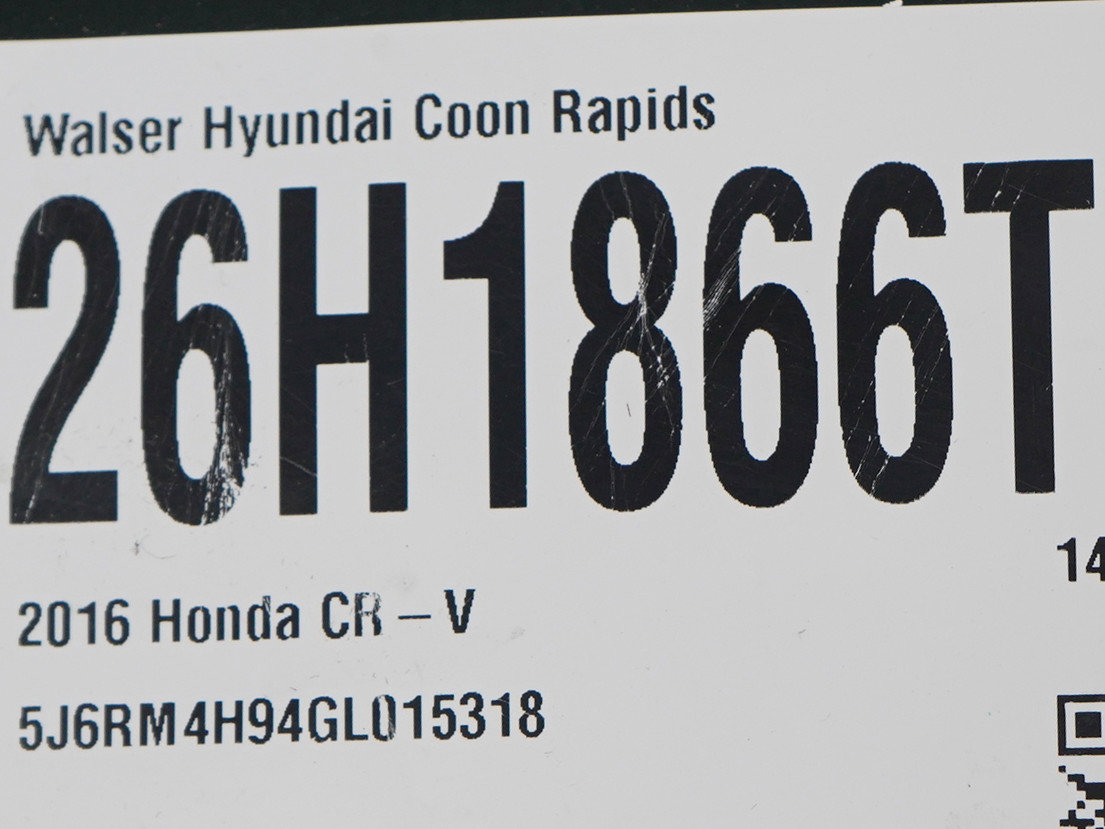 Walser Hyundai Coon Rapids
26H1866T
14
2016 Honda CR – V
5J6RM4H94GL015318